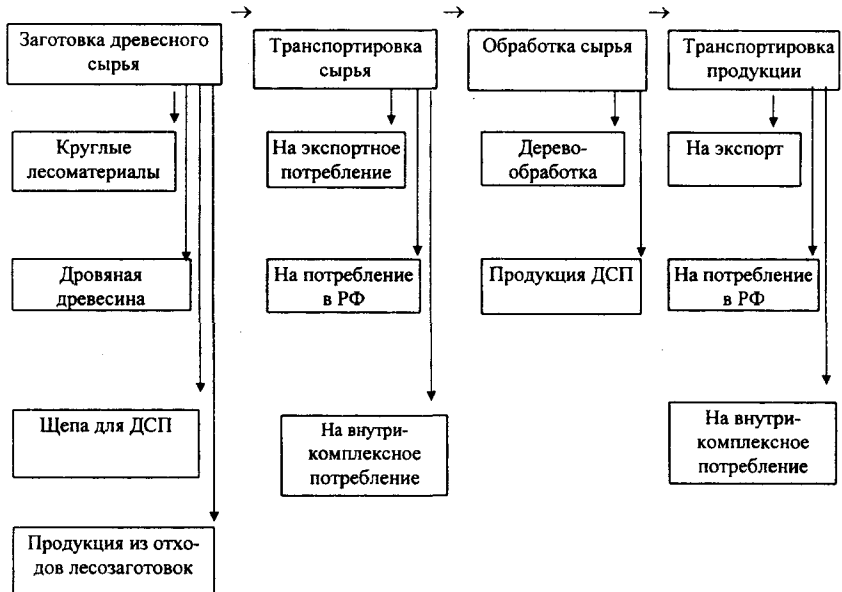 Заготовка древесного
сырья
Транспортировка
сырья
Обработка сырья
Транспортировка
продукции
Круглые
лесоматериалы
На экспортное
потребление
Дерево-
обработка
На экспорт
Дровяная
древесина
На потребление
в РФ
Продукция ДСП
На потребление
в РФ
Щепа для ДСП
На внутри-
комплексное
потребление
На внутри-
комплексное
потребление
Продукция из отхо-
дов лесозаготовок